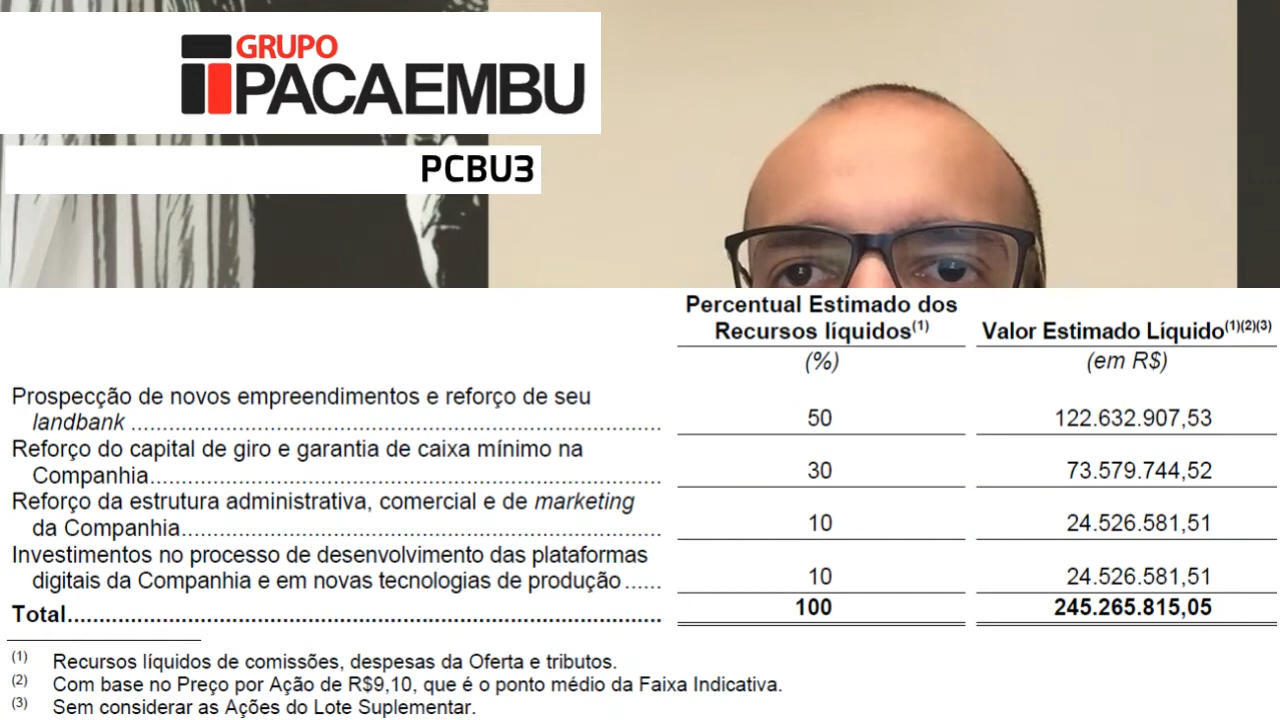 GRUPO
PACAEMBU
PCBU3
Percentual Estimado dos
Recursos líquidos(1)
Valor Estimado Líquido(1)(2)(3)
(%)
(em R$)
Prospecção de novos empreendimentos e reforço de seu
landbank ........................................................................................ 50 122.632.907,53
Reforço do capital de giro e garantia de caixa mínimo na
Companhia..................................................................................... 30 73.579.744,52
Reforço da estrutura administrativa, comercial e de marketing
da Companhia................................................................................ 10 24.526.581,51
Investimentos no processo de desenvolvimento das plataformas
digitais da Companhia e em novas tecnologias de produção ...... 10 24.526.581,51
Total.................................................................................................. 100 245.265.815,05
(1) Recursos líquidos de comissões, despesas da Oferta e tributos.
(2) Com base no Preço por Ação de R$9,10, que é o ponto médio da Faixa Indicativa.
(3) Sem considerar as Ações do Lote Suplementar.